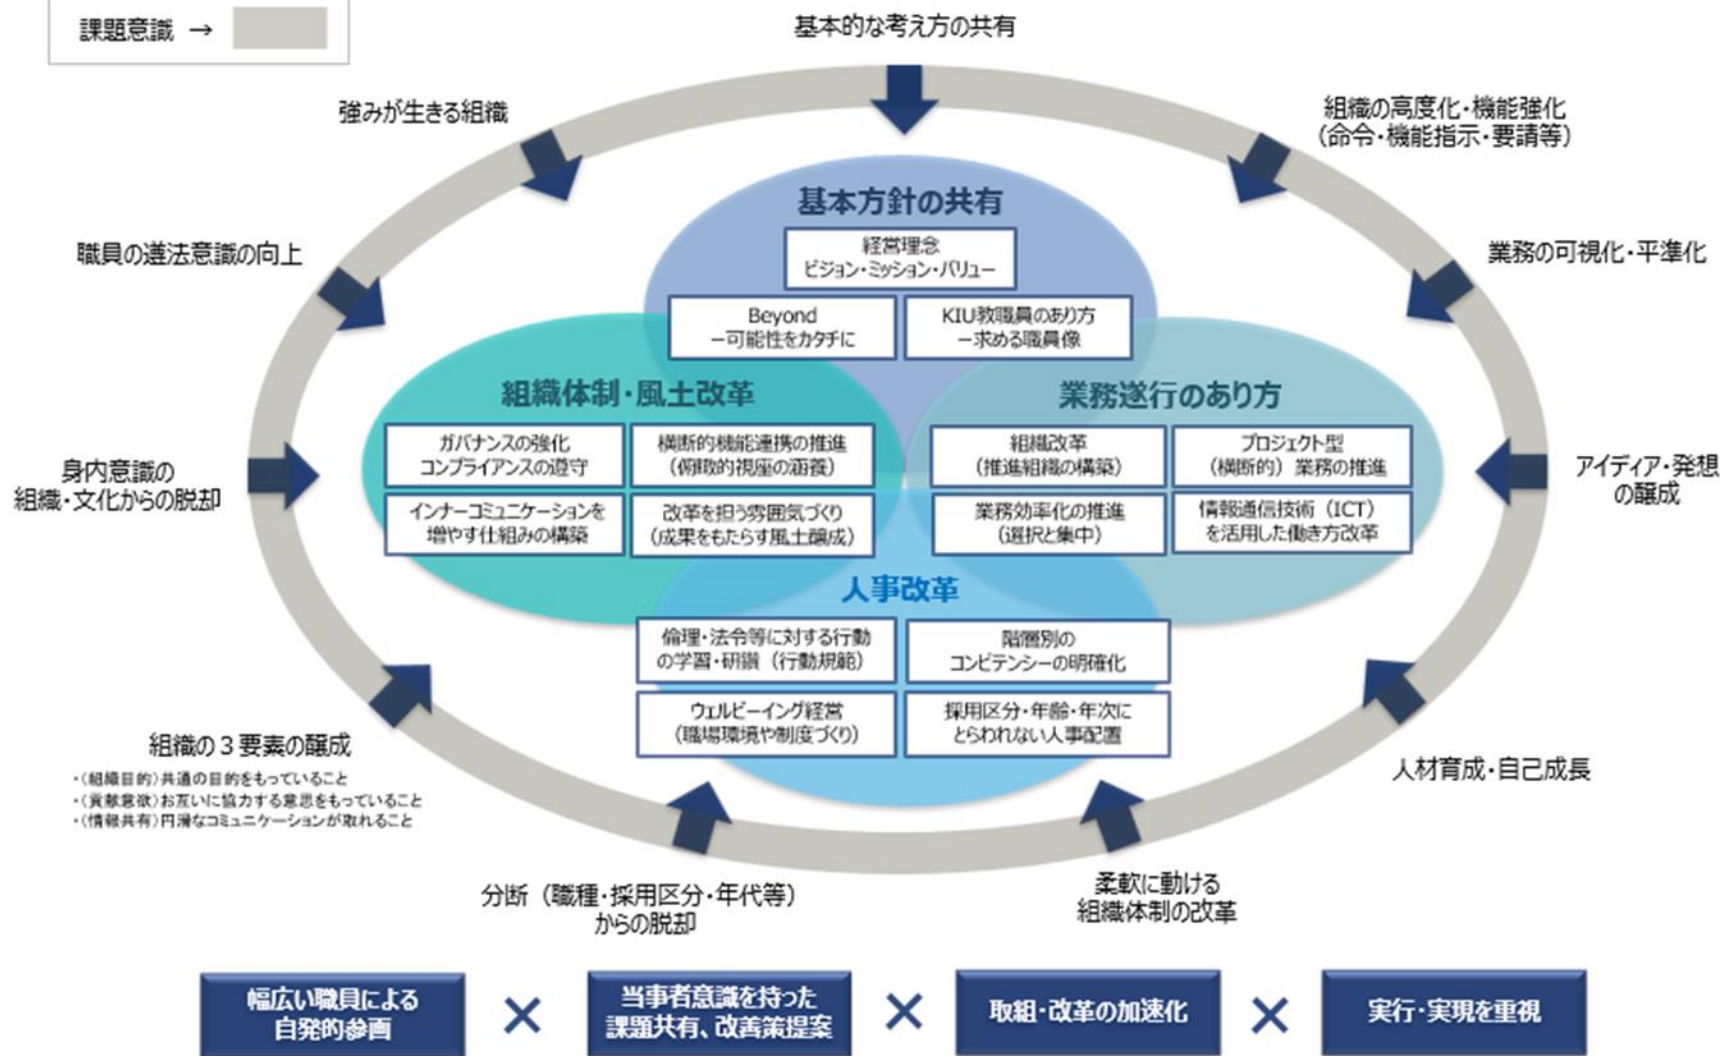 課題意識 →
基本的な考え方の共有
強みが生きる組織
組織の高度化・機能強化
（命令・機能指示・要請等）
職員の遵法意識の向上
業務の可視化・平準化
身内意識の
組織・文化からの脱却
アイディア・発想
の醸成
基本方針の共有
経営理念
ビジョン・ミッション・バリュー
Beyond
－可能性をカタチに
KIU教職員のあり方
－求める職員像
組織体制・風土改革
ガバナンスの強化
コンプライアンスの遵守
横断的機能連携の推進
（俯瞰的視座の涵養）
インナーコミュニケーションを
増やす仕組みの構築
改革を担う雰囲気づくり
（成果をもたらす風土醸成）
業務遂行のあり方
組織改革
（推進組織の構築）
プロジェクト型
（横断的）業務の推進
業務効率化の推進
（選択と集中）
情報通信技術（ICT）
を活用した働き方改革
人事改革
倫理・法令等に対する行動
の学習・研鑽（行動規範）
階層別の
コンピテンシーの明確化
ウェルビーイング経営
（職場環境や制度づくり）
採用区分・年齢・年次に
とらわれない人事配置
組織の３要素の醸成
・（組織目的）共通の目的をもっていること
・（貢献意欲）お互いに協力する意思をもっていること
・（情報共有）円滑なコミュニケーションが取れること
人材育成・自己成長
分断（職種・採用区分・年代等）
からの脱却
柔軟に動ける
組織体制の改革
幅広い職員による
自発的参画
×
当事者意識を持った
課題共有、改善策提案
×
取組・改革の加速化
×
実行・実現を重視